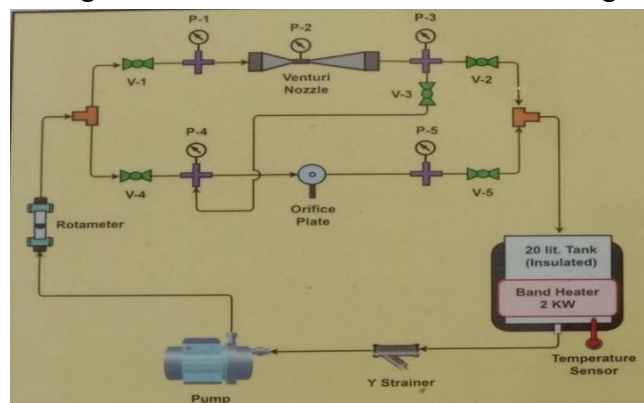 P-1
P-2
P-3
V-1
Venturi
Nozzle
V-3
V-2
P-4
P-5
V-4
Orifice
Plate
V-5
Rotameter
20 lit. Tank
(Insulated)
Band Heater
2 KW
Temperature
Sensor
Y Strainer
Pump